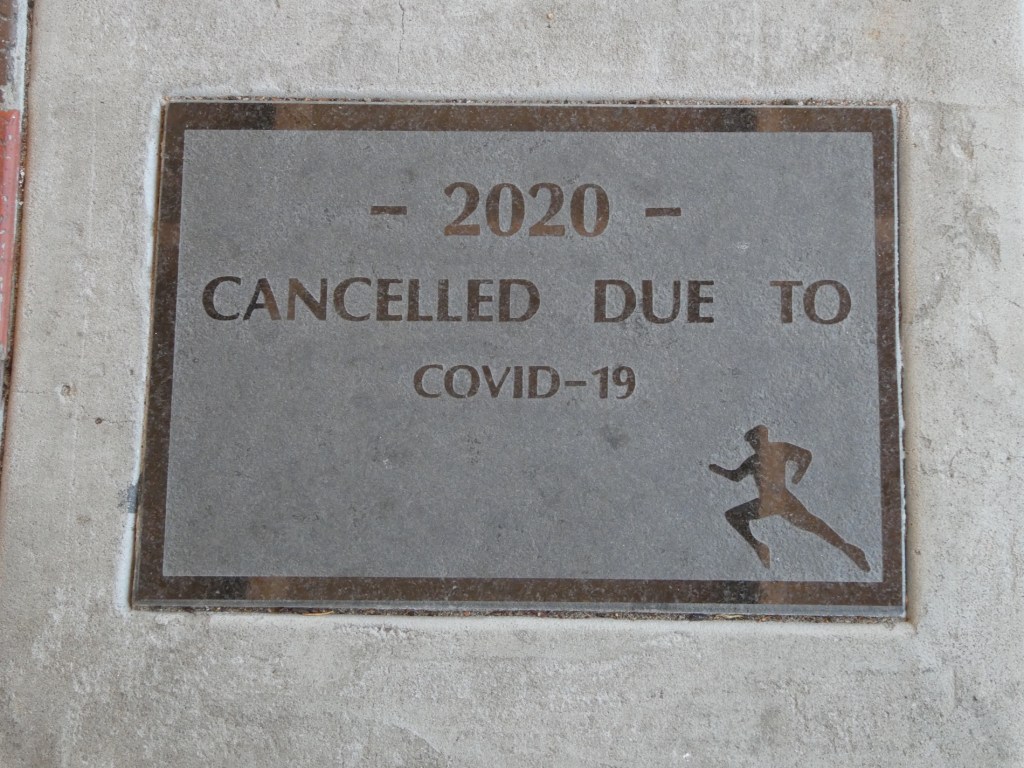 - 2020 -
CANCELLED DUE TO
COVID-19